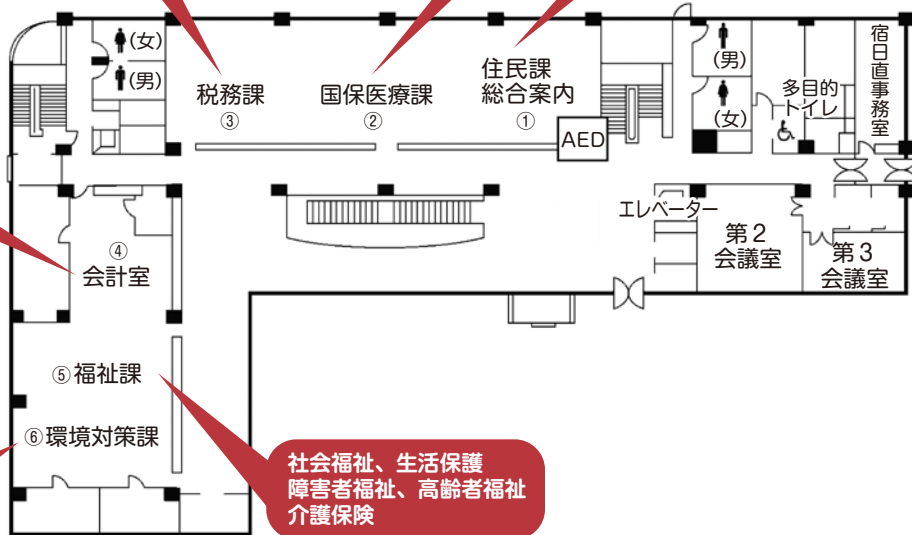 (女)
(男)
税務課
③
国保医療課
②
住民課
総合案内
①
AED
(男)
(女)
多目的
トイレ
宿日直事務室
エレベーター
第2
会議室
第3
会議室
④
会計室
⑤福祉課
⑥環境対策課
社会福祉、生活保護
障害者福祉、高齢者福祉
介護保険